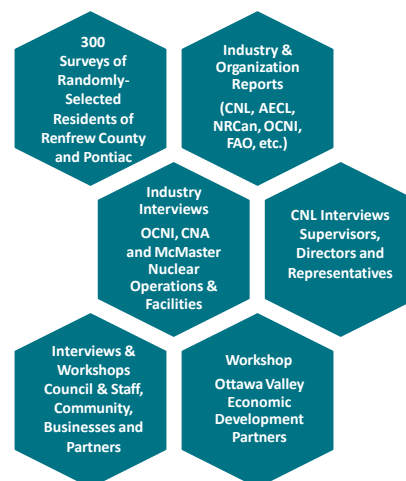 300
Surveys of
Randomly-
Selected
Residents of
Renfrew County
and Pontiac
Industry &
Organization
Reports
(CNL, AECL,
NRCan, OCNI,
FAO, etc.)
Industry
Interviews
OCNI, CNA
and McMaster
Nuclear
Operations &
Facilities
CNL Interviews
Supervisors,
Directors and
Representatives
Interviews &
Workshops
Council & Staff,
Community,
Businesses and
Partners
Workshop
Ottawa Valley
Economic
Development
Partners